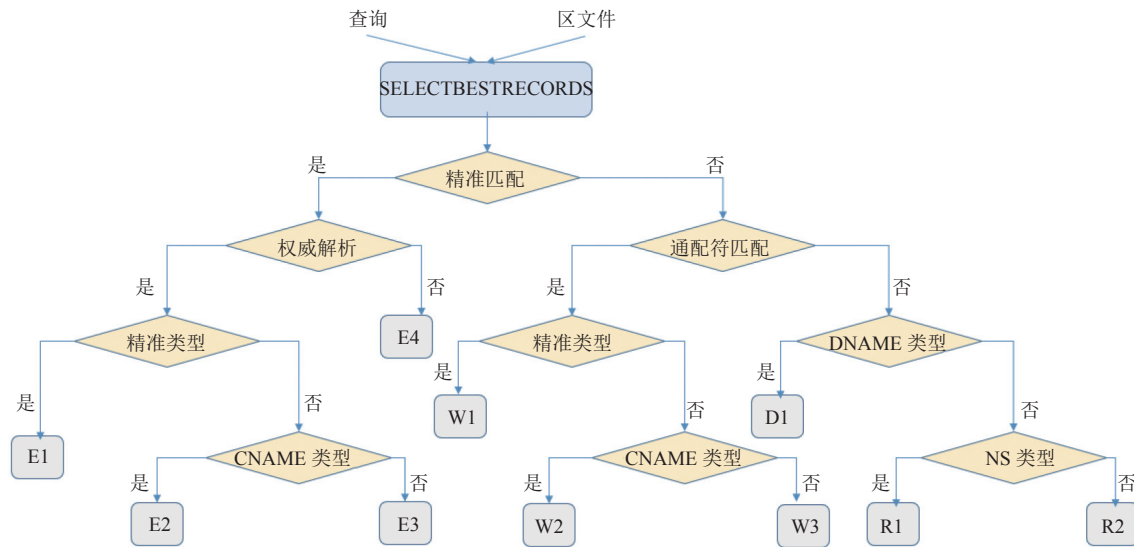 查询
区文件
SELECTBESTRECORDS
是
否
精准匹配
权威解析
通配符匹配
是
否
是
否
精准类型
E4
精准类型
DNAME 类型
是
否
是
否
是
否
W1
D1
E1
CNAME 类型
CNAME 类型
NS 类型
是
否
是
否
是
否
E2
E3
W2
W3
R1
R2